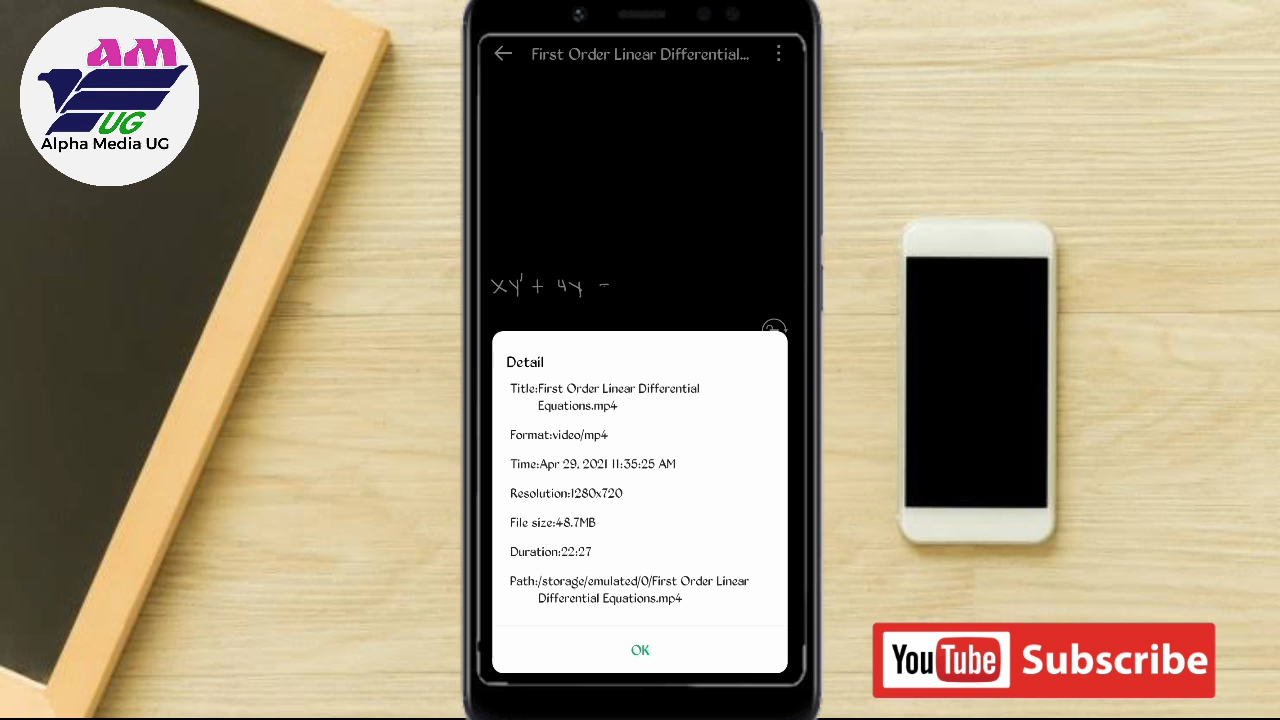 AM
UG
Alpha Media UG
First Order Linear Differential...
xy' + 4y =
Detail
Title:First Order Linear Differential
Equations.mp4
Format:video/mp4
Time:Apr 29, 2021 11:35:25 AM
Resolution:1280x720
File size:48.7MB
Duration:22:27
Path:/storage/emulated/0/First Order Linear
Differential Equations.mp4
OK
YouTube Subscribe